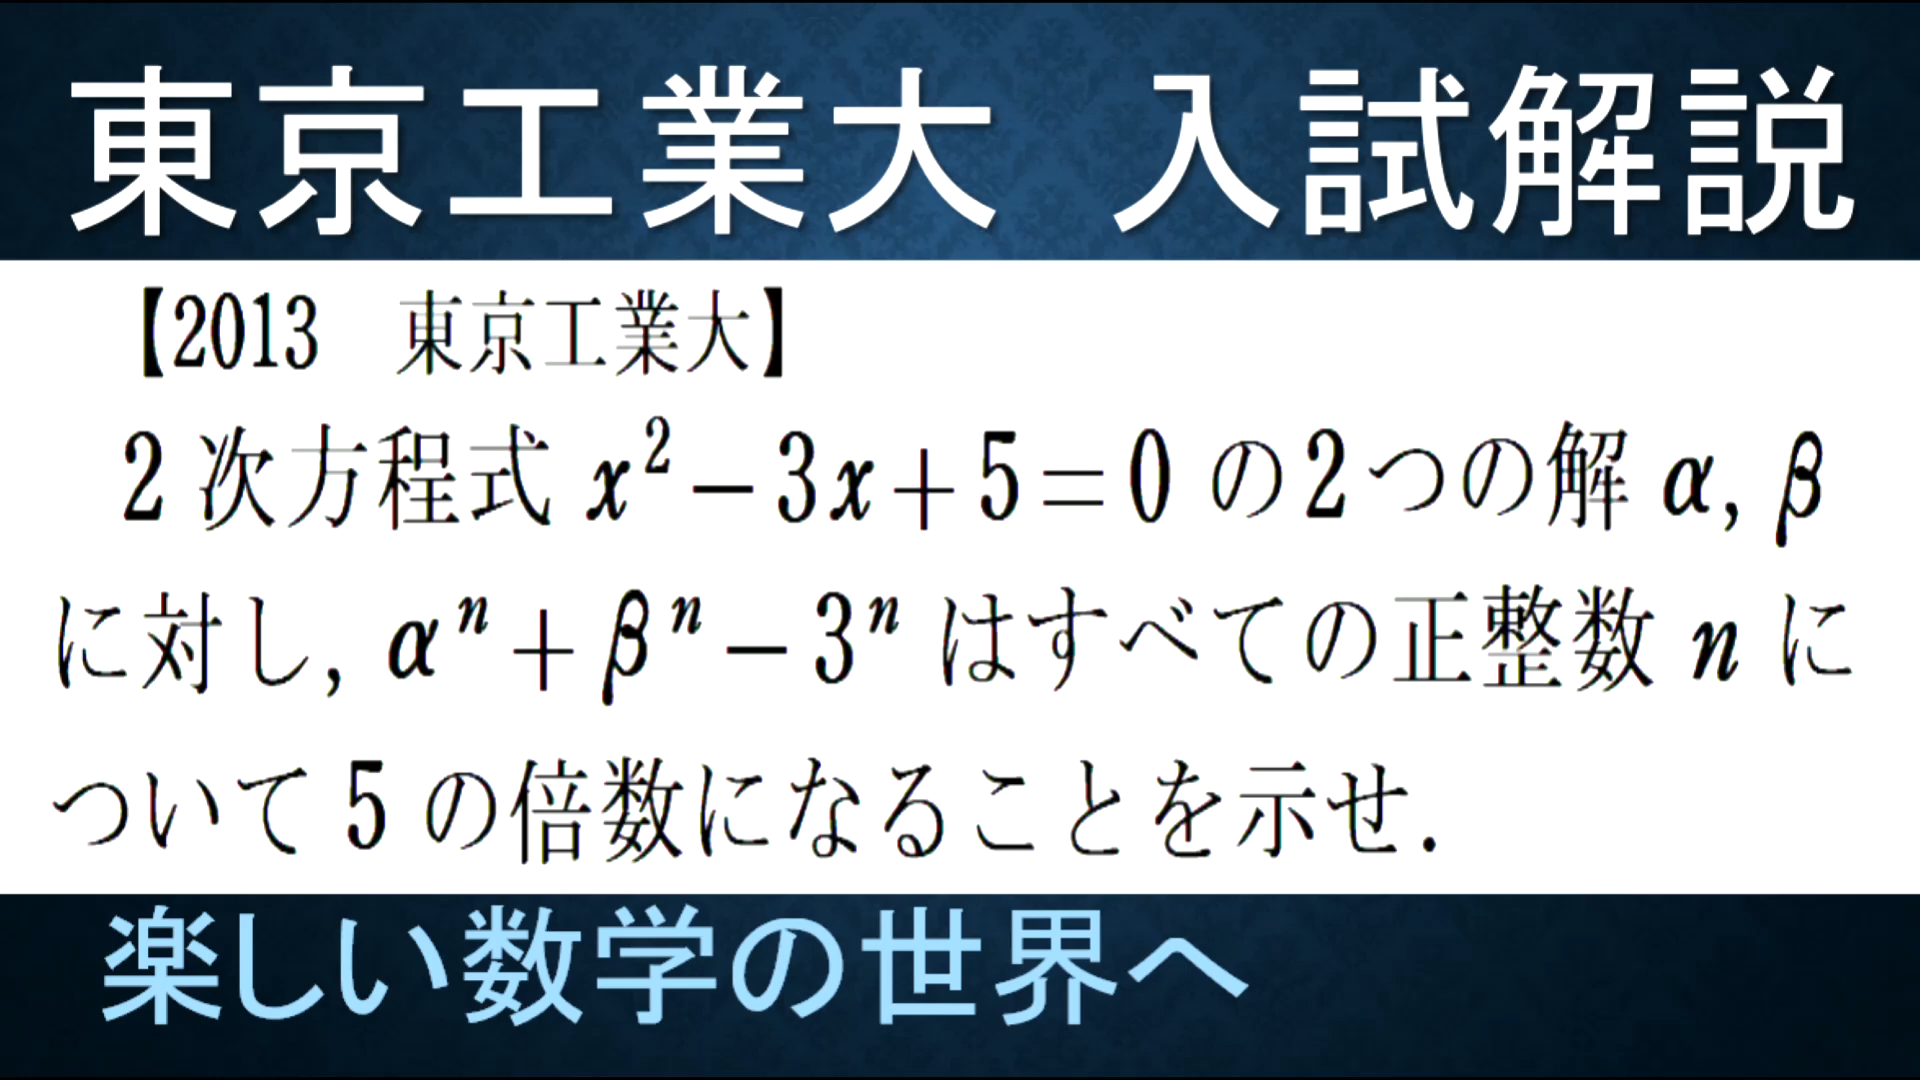 東京工業大 入試解説
【2013 東京工業大】
2 次方程式 x² − 3x + 5 = 0 の2つの解 α, β
に対し, αⁿ + βⁿ − 3ⁿ はすべての正整数 n に
ついて 5 の倍数になることを示せ.
楽しい数学の世界へ